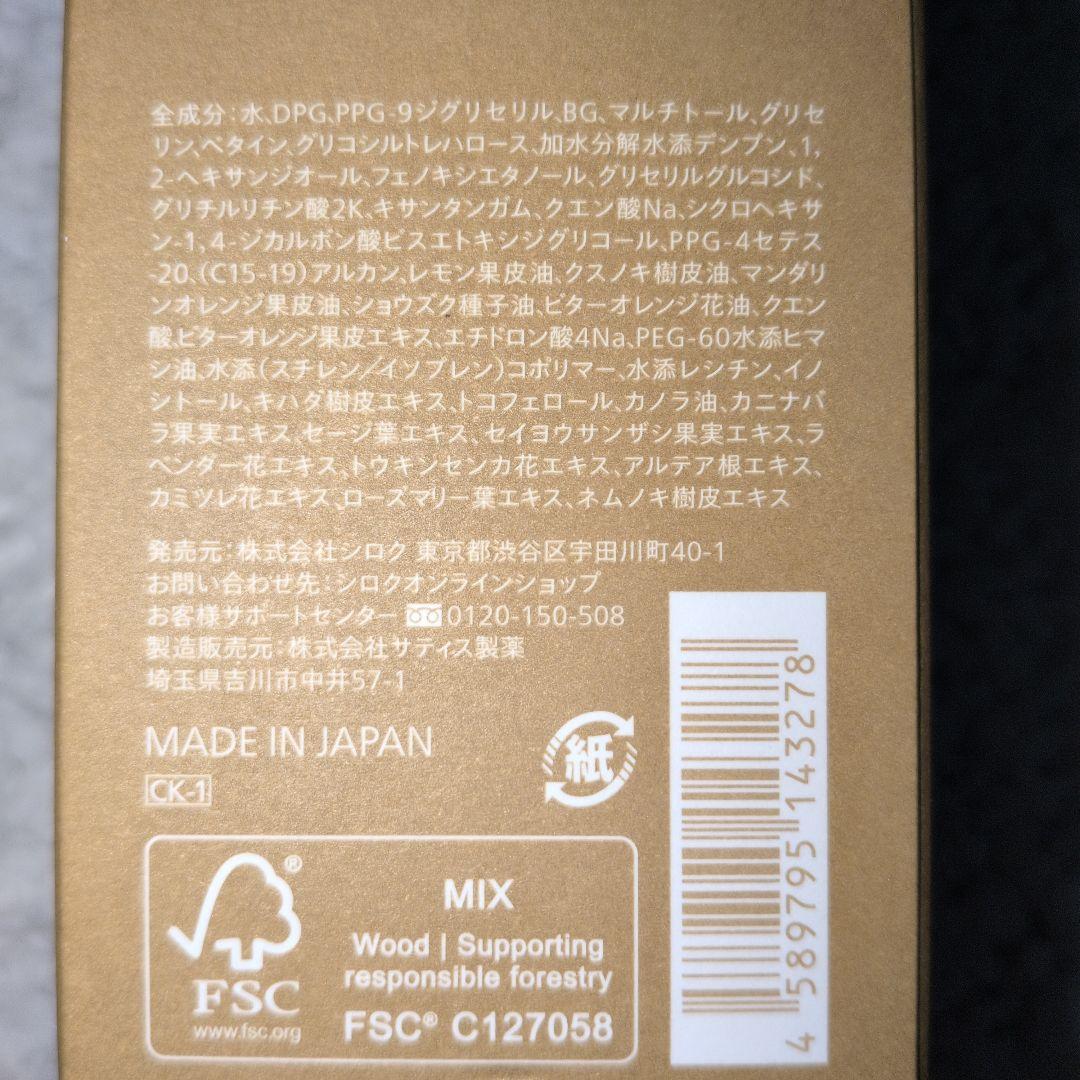 全成分：水、DPG、PPG-9ジグリセリル、BG、マルチトール、グリセ
リン、ベタイン、グリコシルトレハロース、加水分解水添デンプン、1,
2-ヘキサンジオール、フェノキシエタノール、グリセリルグルコシド、
グリチルリチン酸2K、キサンタンガム、クエン酸Na、シクロヘキサ
ン-1,4-ジカルボン酸ビスエトキシジグリコール、PPG-4セテス
-20、（C15-19）アルカン、レモン果皮油、クスノキ樹皮油、マンダリ
ンオレンジ果皮油、ショウズク種子油、ビターオレンジ花油、クエン
酸、ビターオレンジ果皮エキス、エチドロン酸4Na、PEG-60水添ヒマ
シ油、水添（スチレン／イソプレン）コポリマー、水添レシチン、イノ
シトール、キハダ樹皮エキス、トコフェロール、カノラ油、カニナバ
ラ果実エキス、セージ葉エキス、セイヨウサンザシ果実エキス、ラ
ベンダー花エキス、トウキンセンカ花エキス、アルテア根エキス、
カミツレ花エキス、ローズマリー葉エキス、ネムノキ樹皮エキス
発売元：株式会社シロク 東京都渋谷区宇田川町40-1
お問い合わせ先：シロクオンラインショップ
お客様サポートセンター 0120-150-508
製造販売元：株式会社サティス製薬
埼玉県吉川市中井57-1
MADE IN JAPAN
紙
CK-1
MIX
Wood | Supporting
responsible forestry
FSC® C127058
®
FSC
www.fsc.org
4 589795 143278